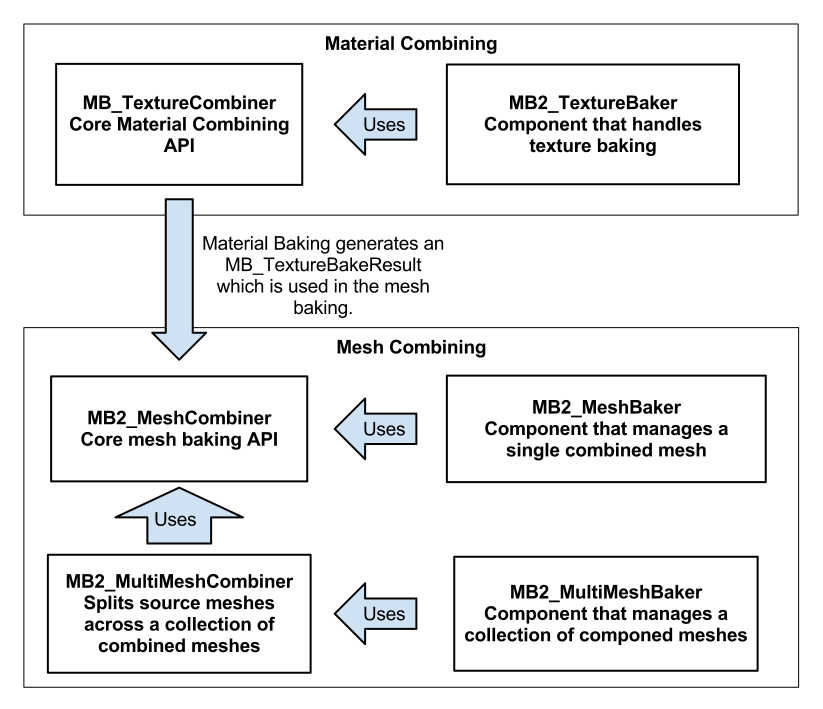 Material Combining
MB_TextureCombiner
Core Material Combining
API
Uses
MB2_TextureBaker
Component that handles
texture baking
Material Baking generates an
MB_TextureBakeResult
which is used in the mesh
baking.
Mesh Combining
MB2_MeshCombiner
Core mesh baking API
Uses
MB2_MeshBaker
Component that manages a
single combined mesh
Uses
MB2_MultiMeshCombiner
Splits source meshes
across a collection of
combined meshes
Uses
MB2_MultiMeshBaker
Component that manages a
collection of componed meshes